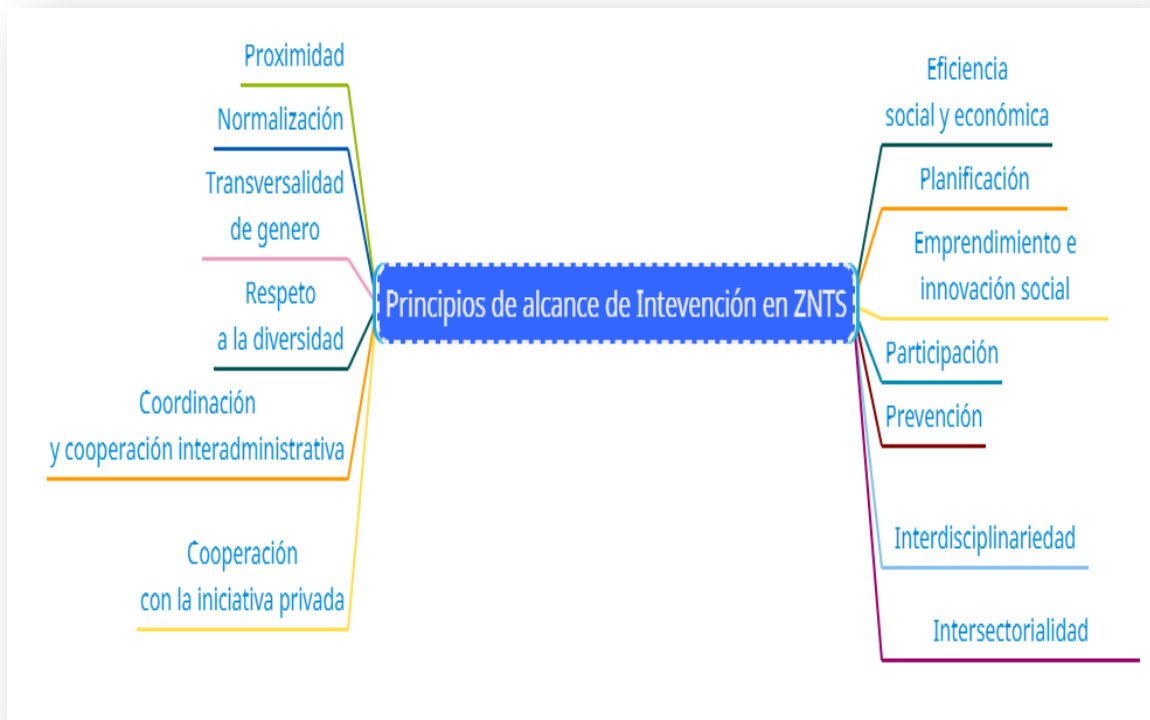 Proximidad
Normalización
Transversalidad
de genero
Respeto
a la diversidad
Coordinación
y cooperación interadministrativa
Cooperación
con la iniciativa privada
Principios de alcance de Intevención en ZNTS
Eficiencia
social y económica
Planificación
Emprendimiento e
innovación social
Participación
Prevención
Interdisciplinariedad
Intersectorialidad